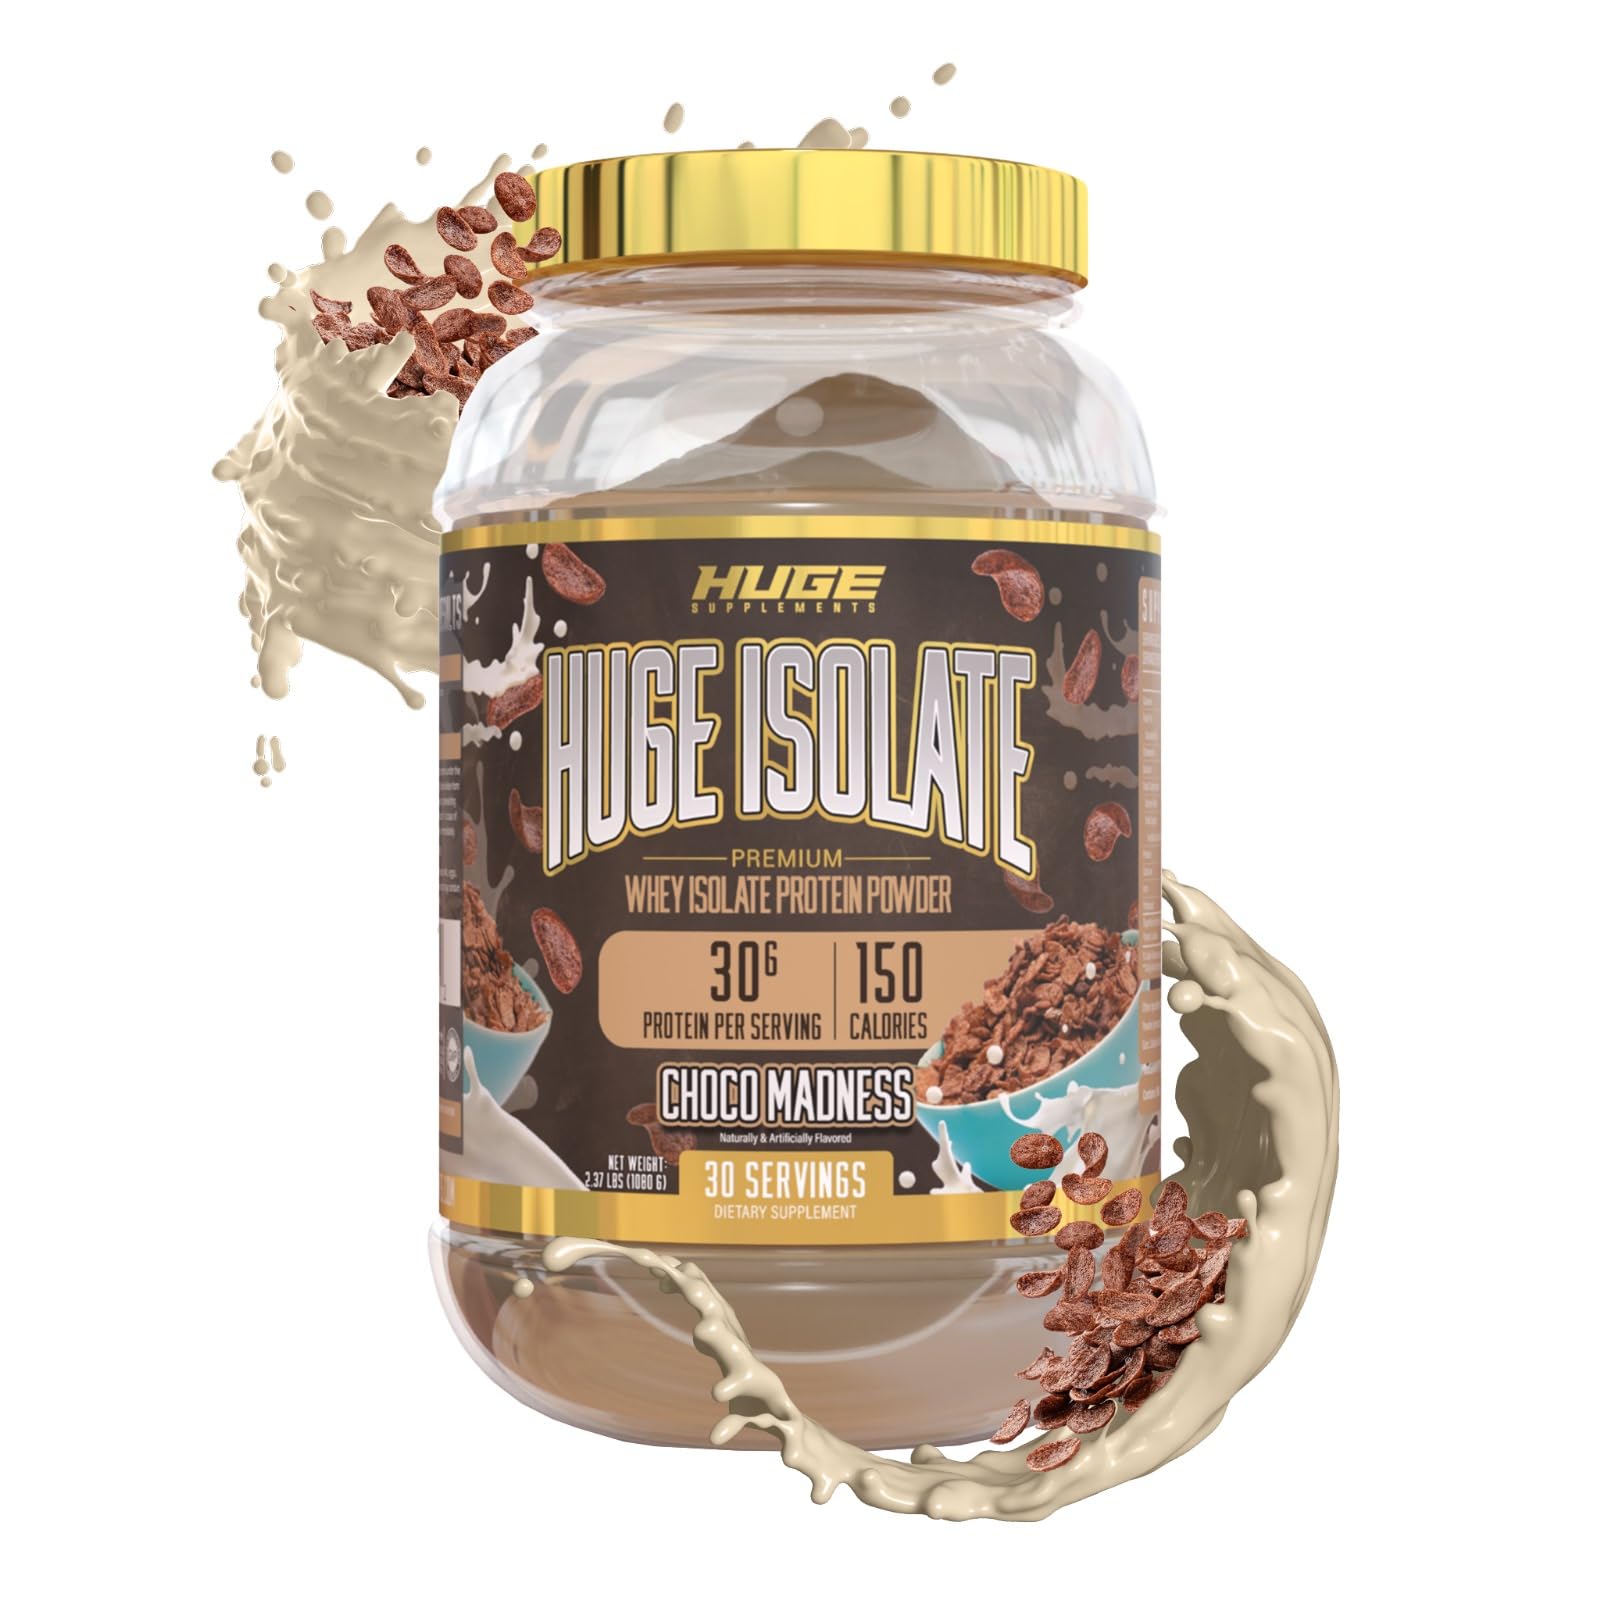 HUGE
SUPPLEMENTS
HUGE ISOLATE
PREMIUM
WHEY ISOLATE PROTEIN POWDER
30G
PROTEIN PER SERVING
150
CALORIES
CHOCO MADNESS
Naturally & Artificially Flavored
NET WEIGHT:
2.37 LBS (1080 G)
30 SERVINGS
DIETARY SUPPLEMENT